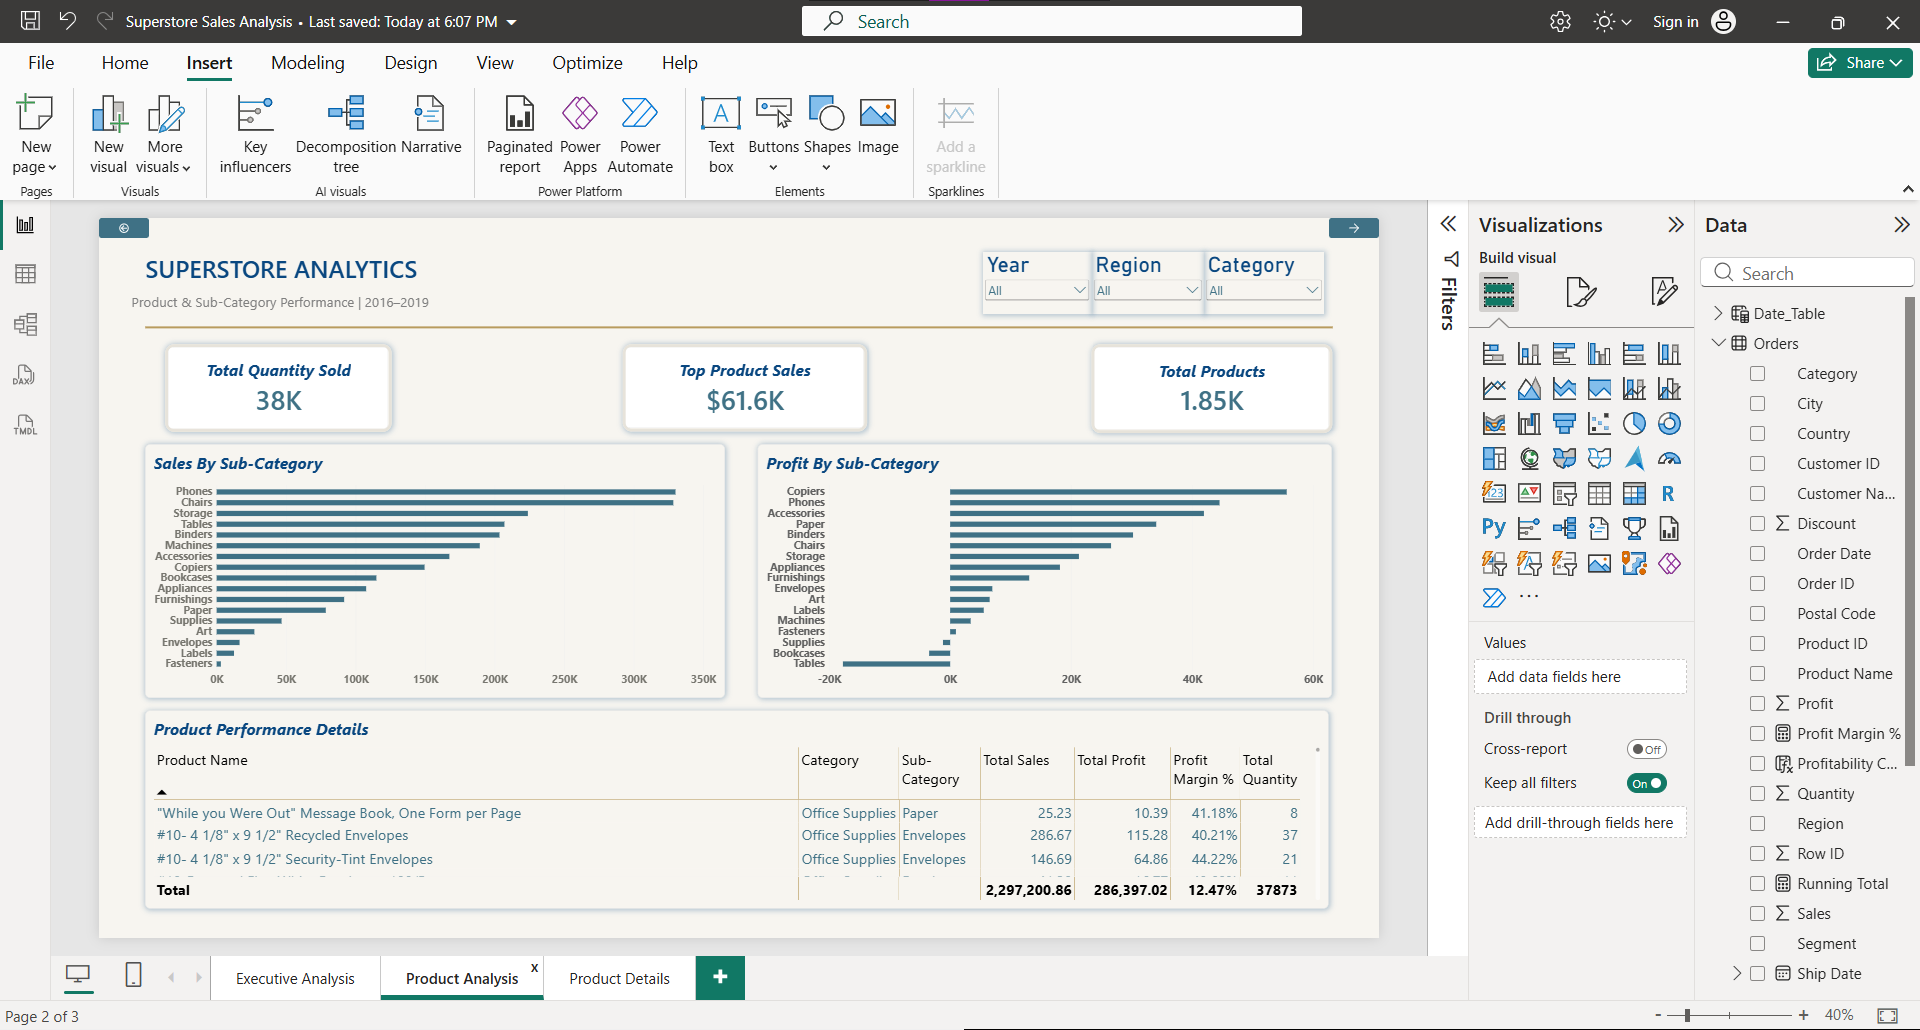 Superstore Sales Analysis • Last saved: Today at 6:07 PM
Search
Sign in
File
Home
Insert
Modeling
Design
View
Optimize
Help
Share
New page
New visual
More visuals
Key influencers
Decomposition tree
Narrative
Paginated report
Power Apps
Power Automate
Text box
Buttons
Shapes
Image
Add a sparkline
Pages
Visuals
AI visuals
Power Platform
Elements
Sparklines
DAX
TMDL
SUPERSTORE ANALYTICS
Product & Sub-Category Performance | 2016–2019
Year
Region
Category
All
All
All
Total Quantity Sold
38K
Top Product Sales
$61.6K
Total Products
1.85K
Sales By Sub-Category
Phones
Chairs
Storage
Tables
Binders
Machines
Accessories
Copiers
Bookcases
Appliances
Furnishings
Paper
Supplies
Art
Envelopes
Labels
Fasteners
0K 50K 100K 150K 200K 250K 300K 350K
Profit By Sub-Category
Copiers
Phones
Accessories
Paper
Binders
Chairs
Storage
Appliances
Furnishings
Envelopes
Art
Labels
Machines
Fasteners
Supplies
Bookcases
Tables
-20K 0K 20K 40K 60K
Product Performance Details
Product Name Category Sub-Category Total Sales Total Profit Profit Margin % Total Quantity
"While you Were Out" Message Book, One Form per Page Office Supplies Paper 25.23 10.39 41.18% 8
#10- 4 1/8" x 9 1/2" Recycled Envelopes Office Supplies Envelopes 286.67 115.28 40.21% 37
#10- 4 1/8" x 9 1/2" Security-Tint Envelopes Office Supplies Envelopes 146.69 64.86 44.22% 21
Total 2,297,200.86 286,397.02 12.47% 37873
Filters
Visualizations
Build visual
123
R
Py
Values
Add data fields here
Drill through
Cross-report
Off
Keep all filters
On
Add drill-through fields here
Data
Search
Date_Table
Orders
Category
City
Country
Customer ID
Customer Na...
Discount
Order Date
Order ID
Postal Code
Product ID
Product Name
Profit
Profit Margin %
Profitability C...
Quantity
Region
Row ID
Running Total
Sales
Segment
Ship Date
Executive Analysis
Product Analysis
x
Product Details
+
Page 2 of 3
- + 40%